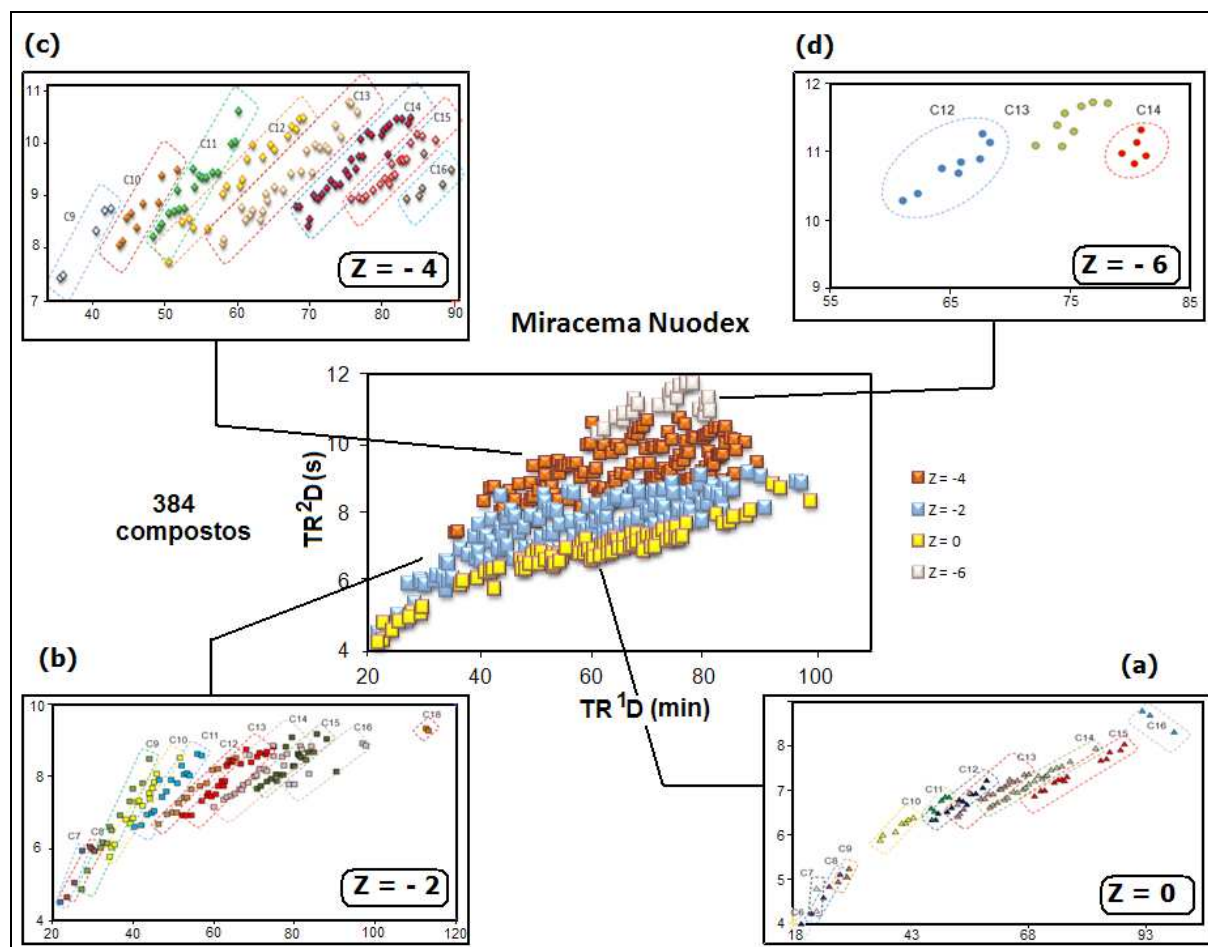 (c)
11
10
9
8
7
40
50
60
70
80
90
C9
C10
C11
C12
C13
C14
C15
C16
Z = - 4
(d)
12
11
10
9
55
65
75
85
C12
C13
C14
Z = - 6
Miracema Nuodex
384
compostos
12
10
8
6
4
20
40
60
80
100
TR²D(s)
TR¹D (min)
Z = -4
Z = -2
Z = 0
Z = -6
(b)
10
8
6
4
20
40
60
80
100
120
C7
C8
C9
C10
C11
C12
C13
C14
C15
C16
C18
Z = - 2
(a)
8
7
6
5
4
18
43
68
93
C6
C7
C8
C9
C10
C11
C12
C13
C14
C15
C16
Z = 0